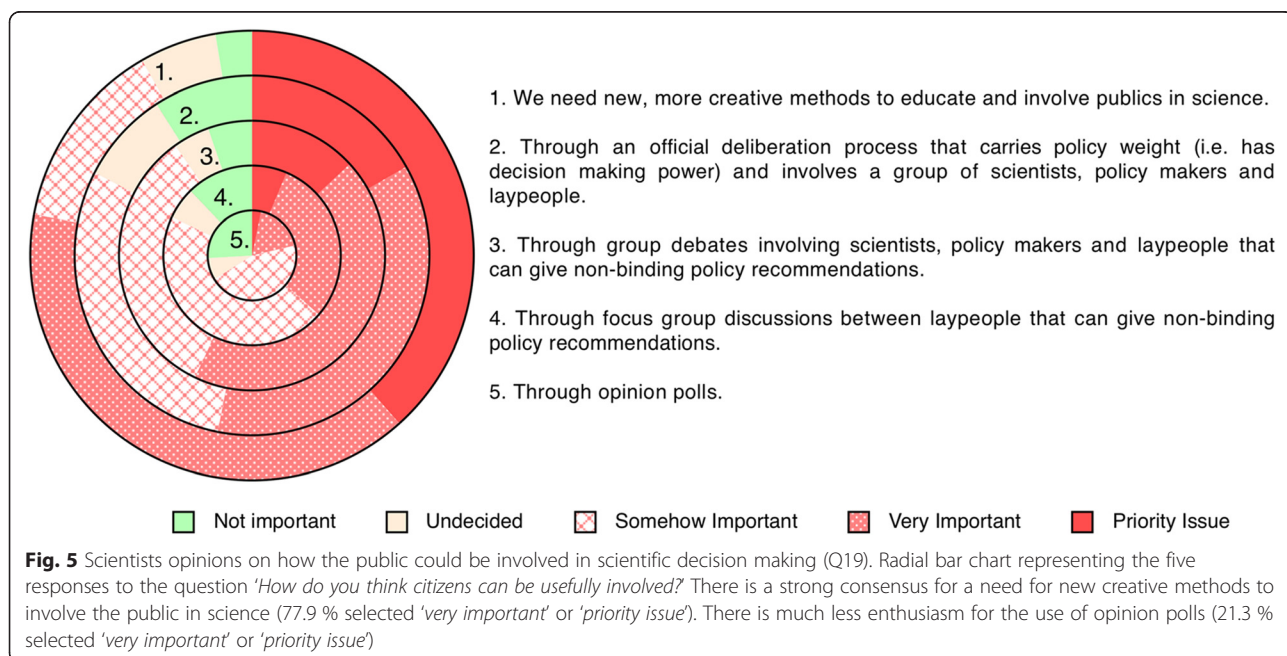 1.
2.
3.
4.
5.
1. We need new, more creative methods to educate and involve publics in science.
2. Through an official deliberation process that carries policy weight (i.e. has
decision making power) and involves a group of scientists, policy makers and
laypeople.
3. Through group debates involving scientists, policy makers and laypeople that
can give non-binding policy recommendations.
4. Through focus group discussions between laypeople that can give non-binding
policy recommendations.
5. Through opinion polls.
Not important Undecided Somehow Important Very Important Priority Issue
Fig. 5 Scientists opinions on how the public could be involved in scientific decision making (Q19). Radial bar chart representing the five
responses to the question ‘How do you think citizens can be usefully involved?’ There is a strong consensus for a need for new creative methods to
involve the public in science (77.9 % selected ‘very important’ or ‘priority issue’). There is much less enthusiasm for the use of opinion polls (21.3 %
selected ‘very important’ or ‘priority issue’)